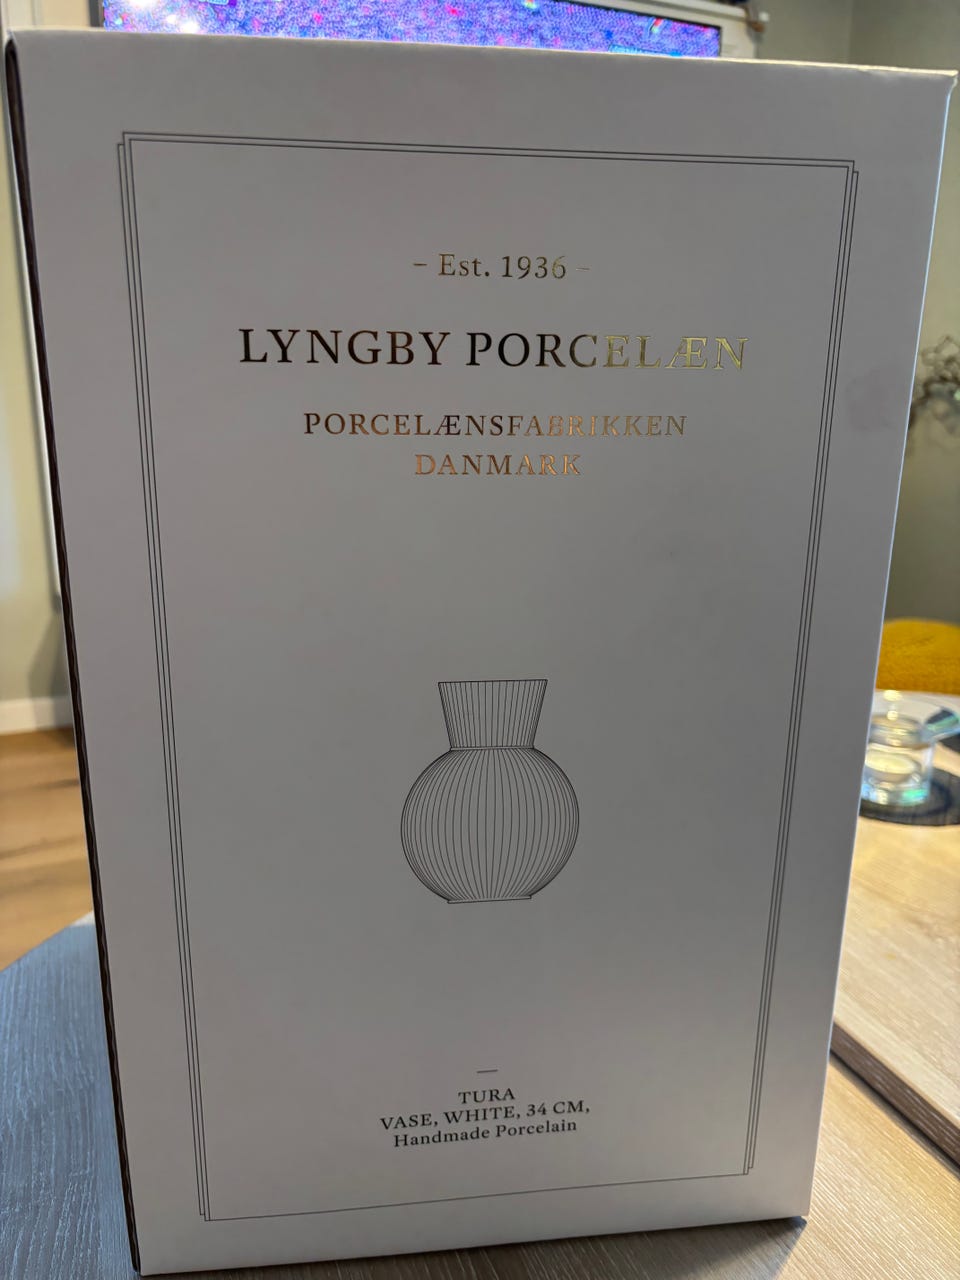 – Est. 1936 –
LYNGBY PORCELÆN
PORCELÆNSFABRIKKEN
DANMARK
TURA
VASE, WHITE, 34 CM,
Handmade Porcelain